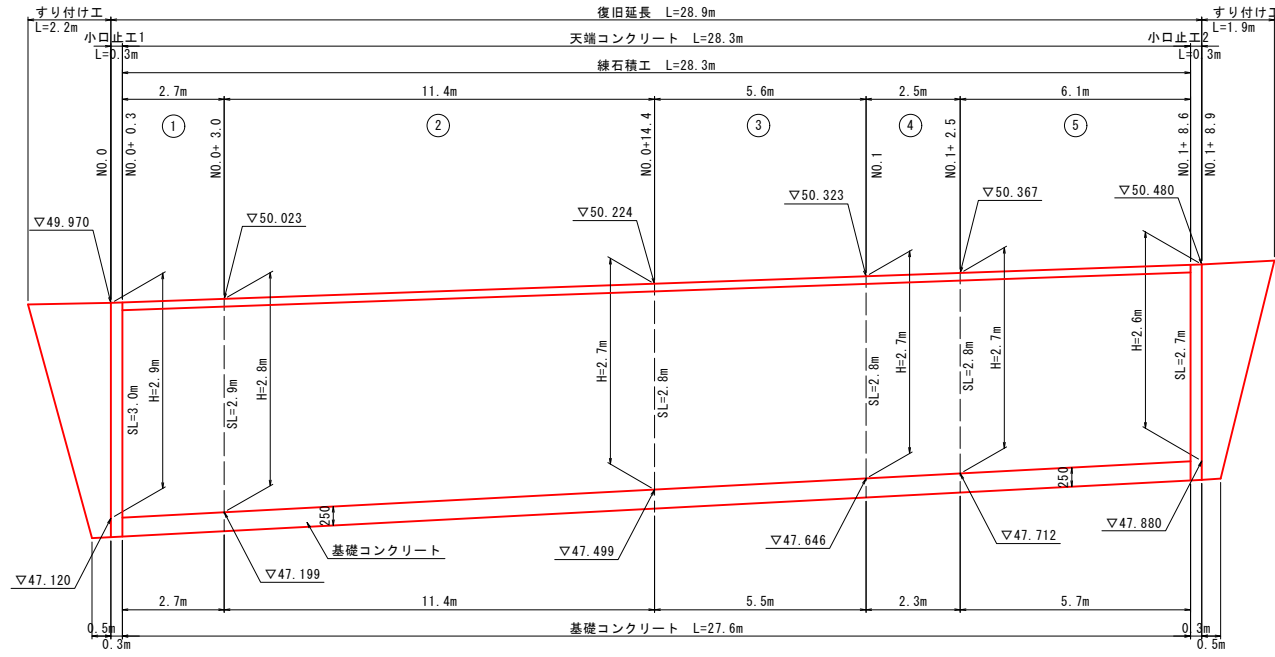 すり付け工
復旧延長 L=28.9m
すり付け工
L=2.2m
L=1.9m
小口止工1
天端コンクリート L=28.3m
小口止工2
L=0.3m
L=0.3m
練石積工 L=28.3m
2.7m
11.4m
5.6m
2.5m
6.1m
①
②
③
④
⑤
NO.0
NO.0+ 0.3
NO.0+ 3.0
NO.0+14.4
NO.1
NO.1+ 2.5
NO.1+ 8.6
NO.1+ 8.9
▽49.970
▽50.023
▽50.224
▽50.323
▽50.367
▽50.480
SL=3.0m
H=2.9m
SL=2.9m
H=2.8m
H=2.7m
SL=2.8m
SL=2.8m
H=2.7m
SL=2.8m
H=2.7m
H=2.6m
SL=2.7m
250
250
基礎コンクリート
▽47.120
▽47.199
▽47.499
▽47.646
▽47.712
▽47.880
2.7m
11.4m
5.5m
2.3m
5.7m
0.5m
0.3m
基礎コンクリート L=27.6m
0.3m
0.5m